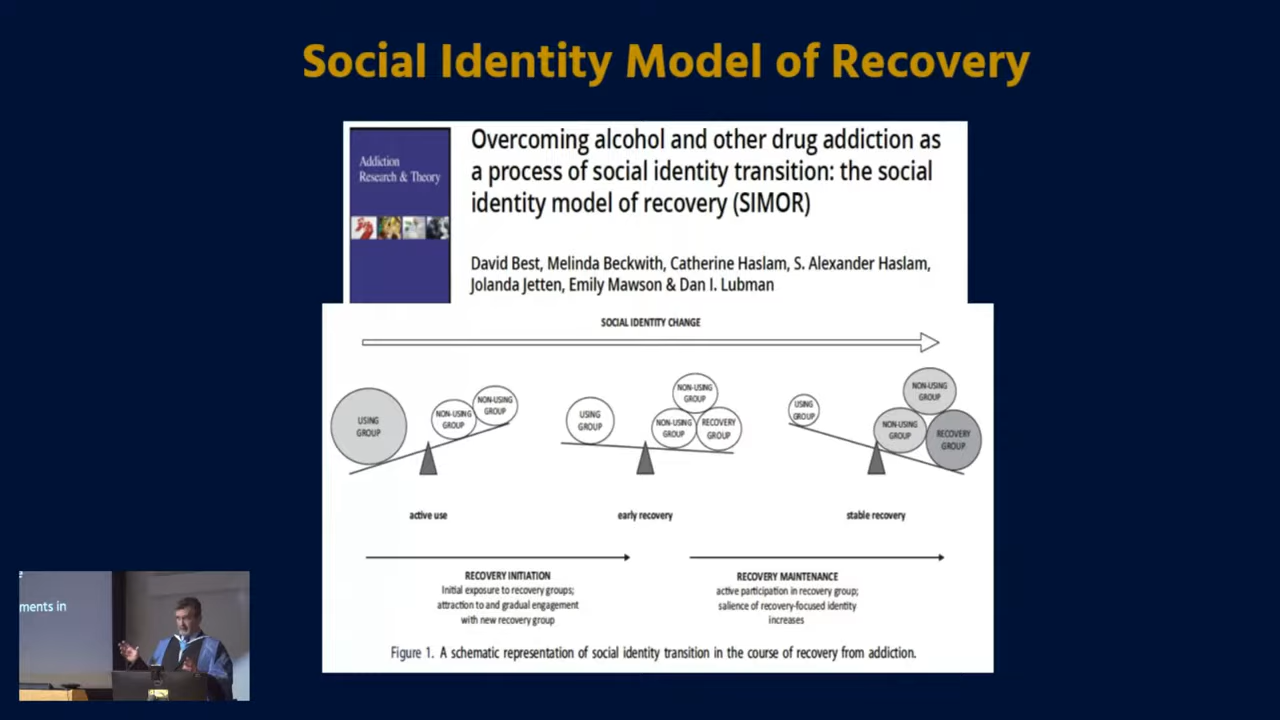 Social Identity Model of Recovery
Addiction
Research & Theory
Overcoming alcohol and other drug addiction as
a process of social identity transition: the social
identity model of recovery (SIMOR)
David Best, Melinda Beckwith, Catherine Haslam, S. Alexander Haslam,
Jolanda Jetten, Emily Mawson & Dan I. Lubman
SOCIAL IDENTITY CHANGE
USING
GROUP
NON-USING
GROUP
NON-USING
GROUP
USING
GROUP
NON-USING
GROUP
NON-USING
GROUP
RECOVERY
GROUP
USING
GROUP
NON-USING
GROUP
NON-USING
GROUP
RECOVERY
GROUP
active use
early recovery
stable recovery
RECOVERY INITIATION
Initial exposure to recovery groups;
attraction to and gradual engagement
with new recovery group
RECOVERY MAINTENANCE
active participation in recovery group;
salience of recovery-focused identity
increases
Figure 1. A schematic representation of social identity transition in the course of recovery from addiction.
e
ments in